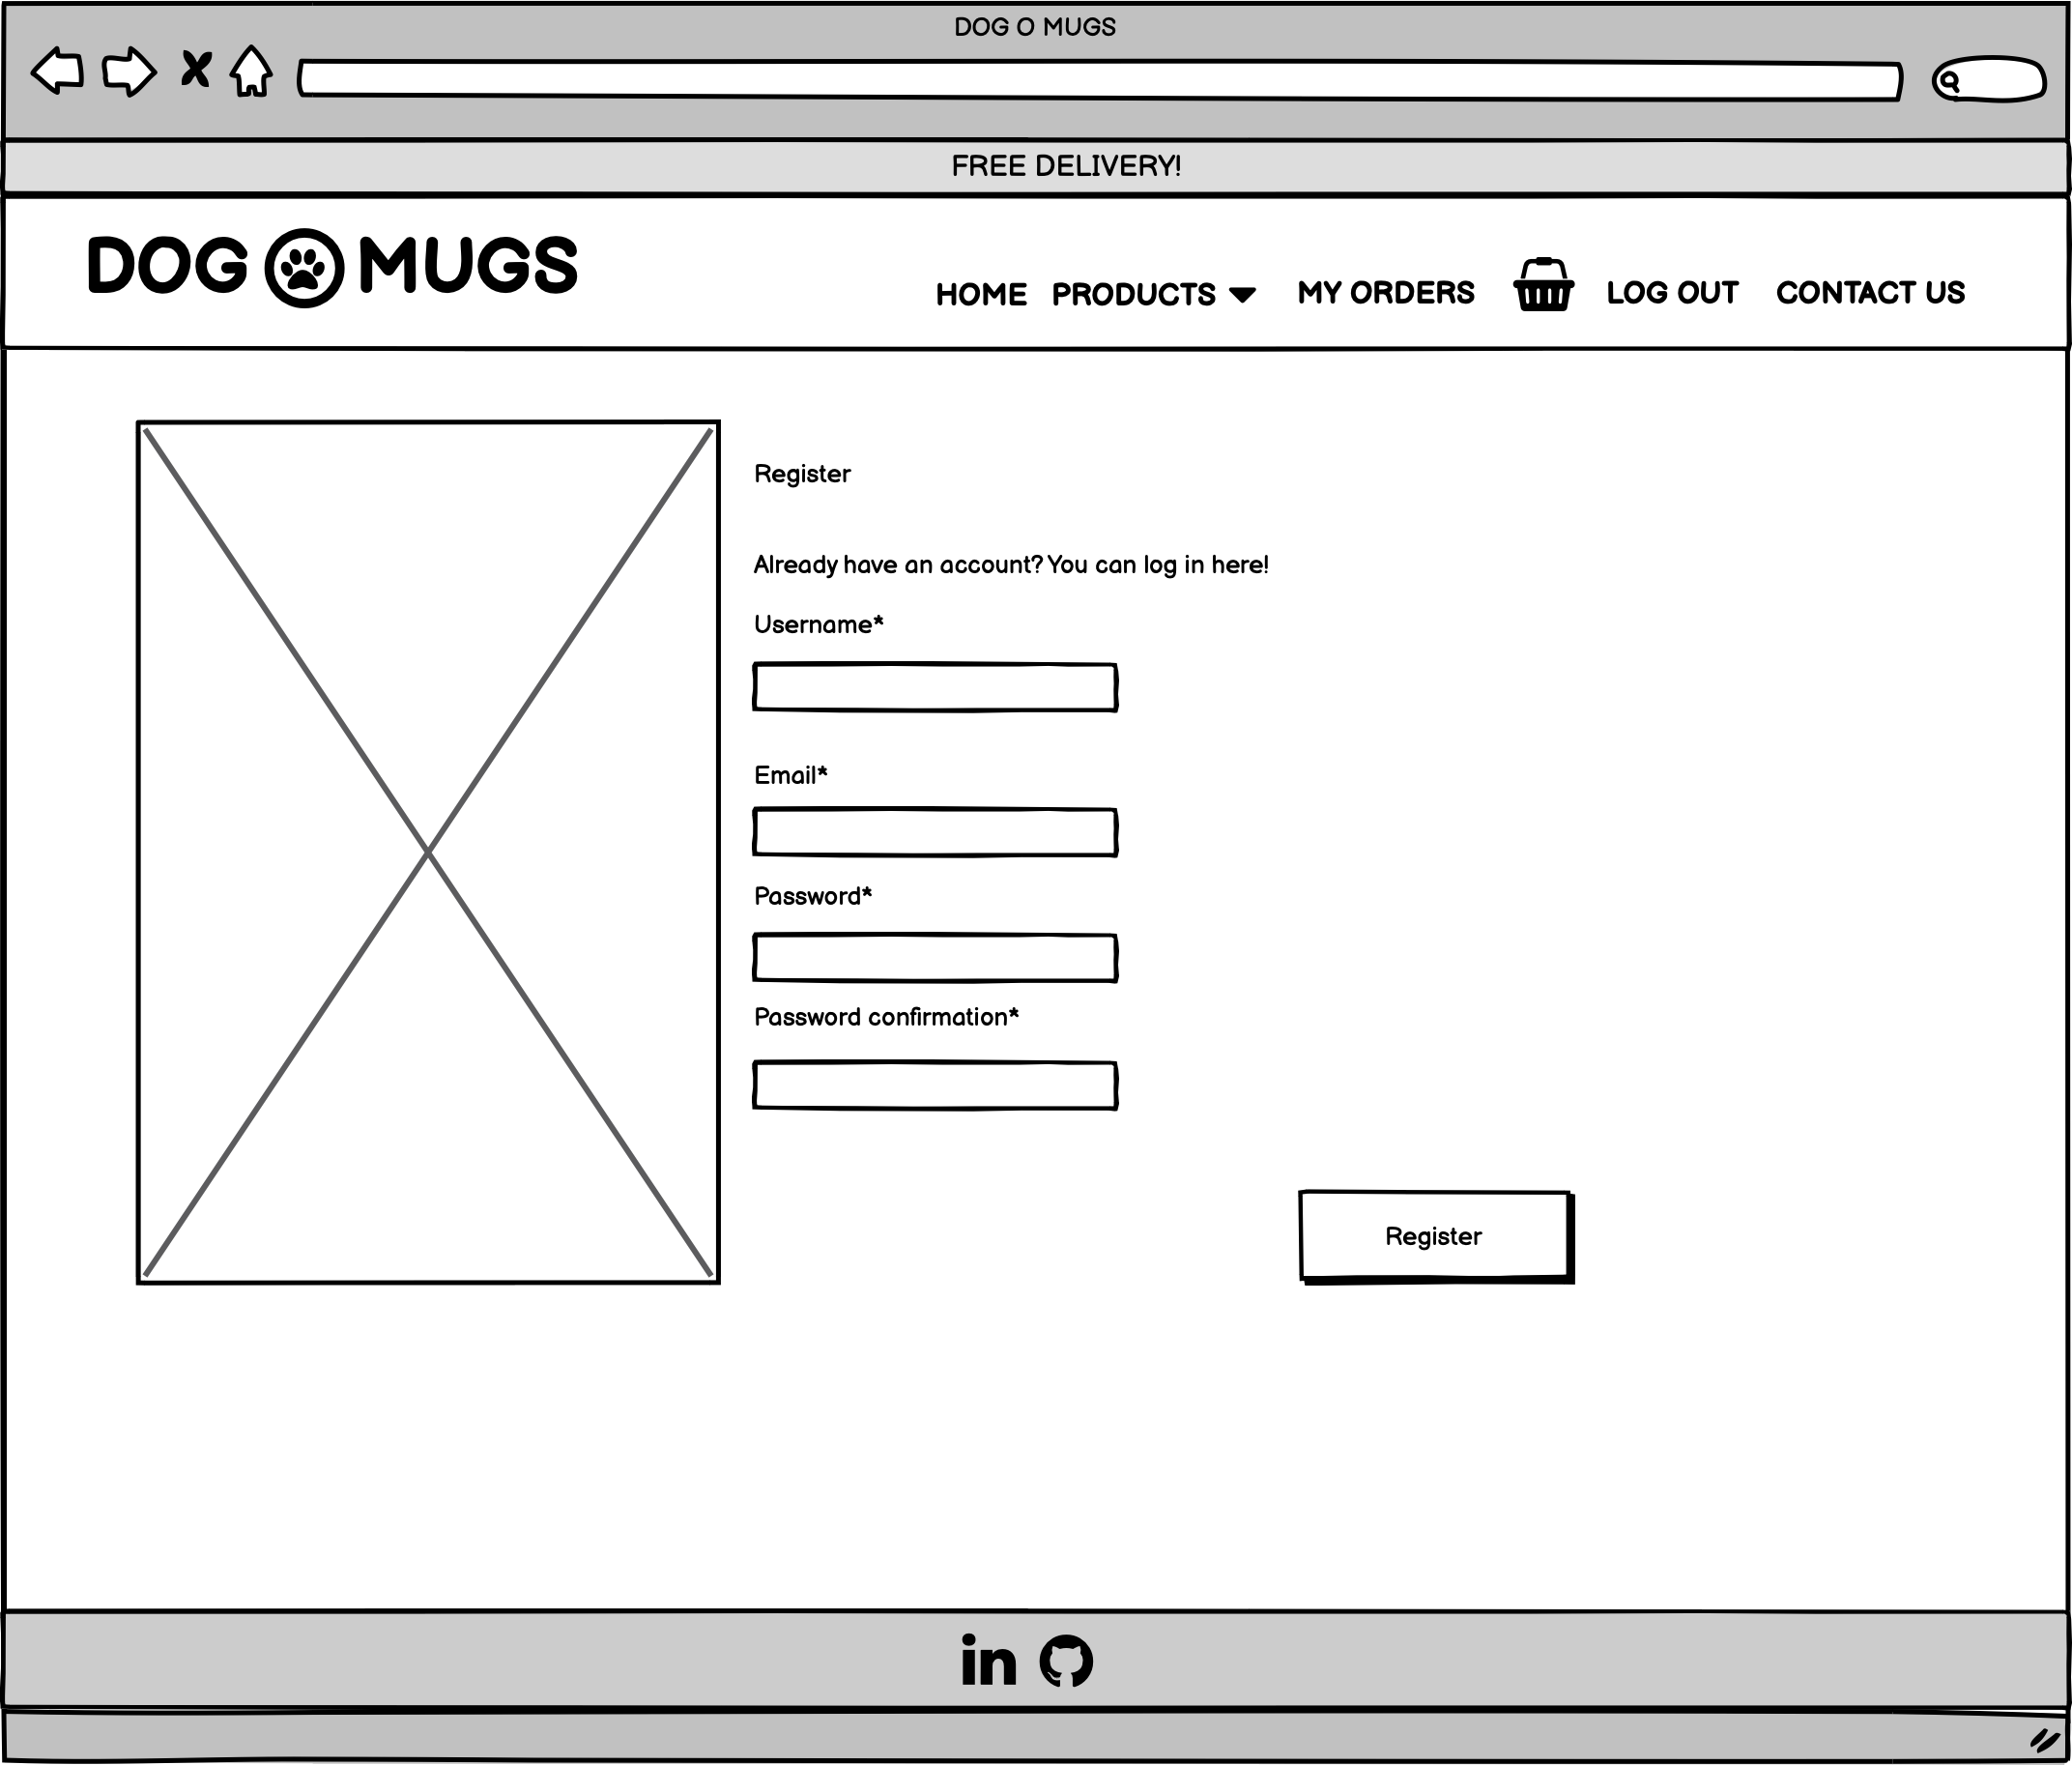 DOG O MUGS
FREE DELIVERY!
DOG MUGS
HOME PRODUCTS MY ORDERS LOG OUT CONTACT US
Register
Already have an account? You can log in here!
Username*
Email*
Password*
Password confirmation*
Register
in